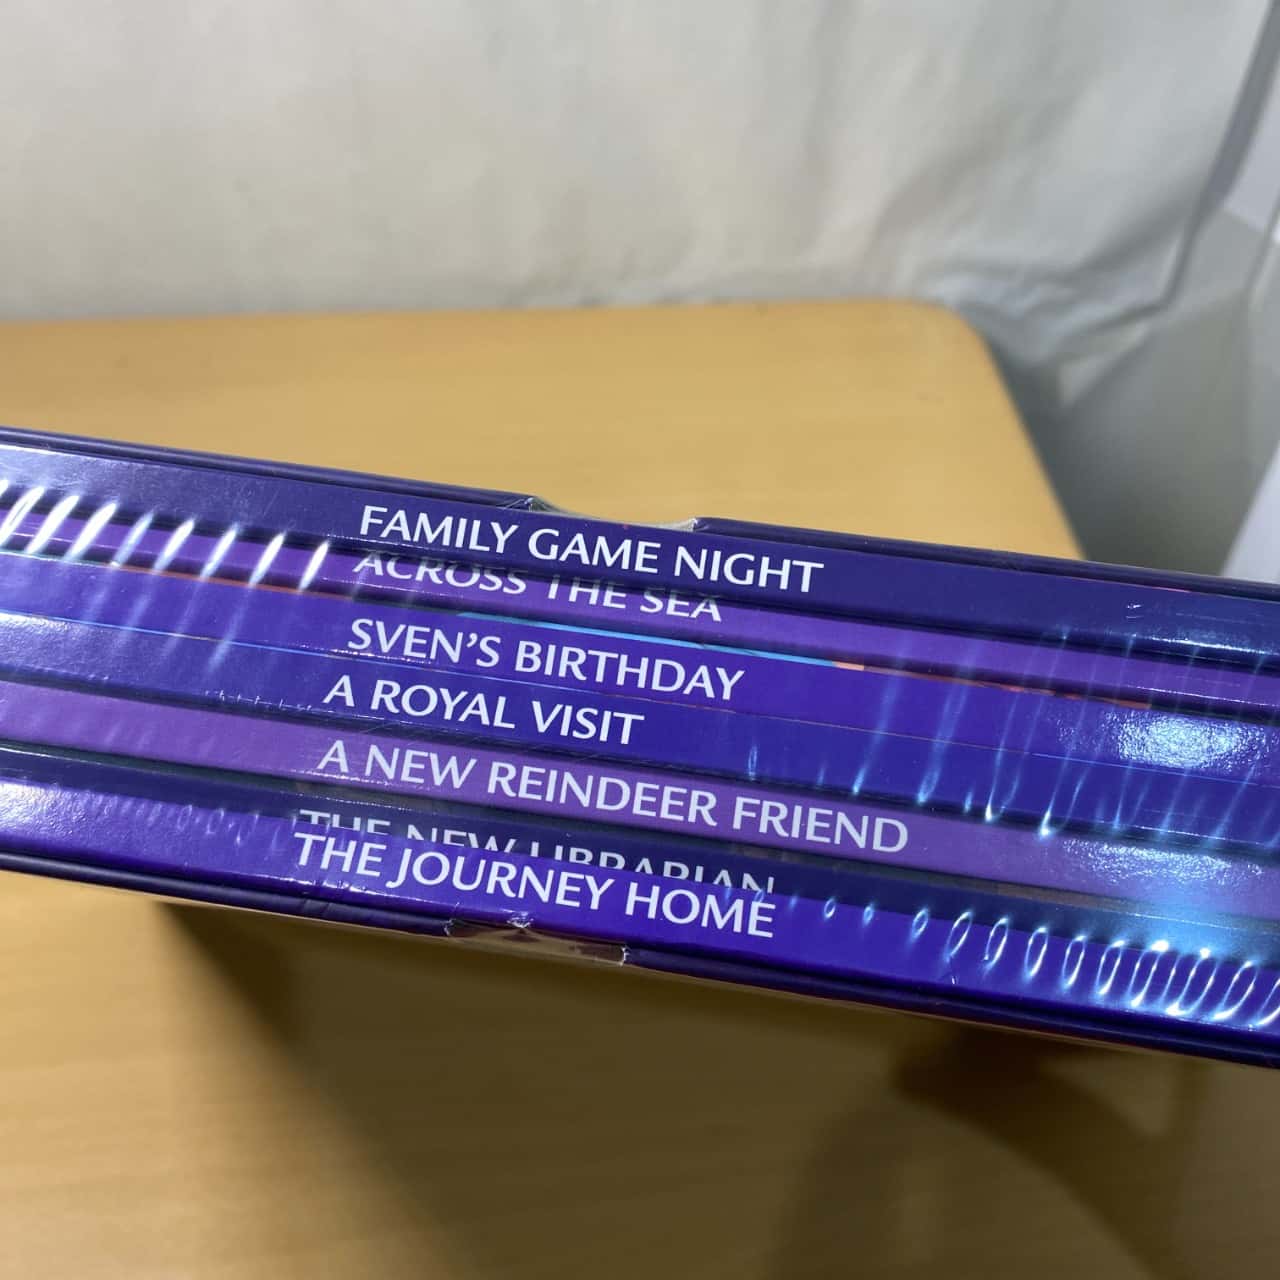 FAMILY GAME NIGHT
ACROSS THE SEA
SVEN'S BIRTHDAY
A ROYAL VISIT
A NEW REINDEER FRIEND
THE NEW LIBRARIAN
THE JOURNEY HOME